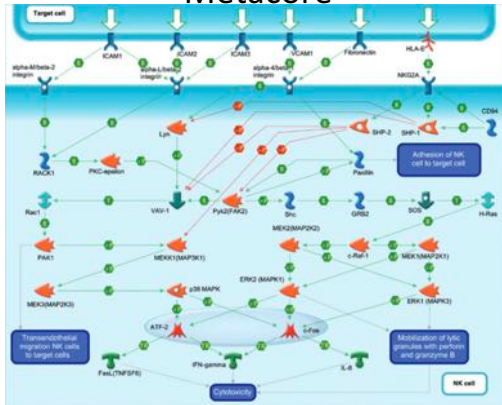 Metacore
Target cell
ICAM1
ICAM2
ICAM3
VCAM1
Fibronectin
HLA-E
alpha-M/beta-2
integrin
alpha-L/beta-2
integrin
alpha-4/beta-1
integrin
NKG2A
CD94
Lyn
SHP-2
SHP-1
RACK1
PKC-epsilon
Paxillin
Adhesion of NK
cell to target cell
Rac1
VAV-1
Pyk2(FAK2)
Shc
GRB2
SOS
H-Ras
PAK1
MEKK1(MAP3K1)
MEK2(MAP2K2)
c-Raf-1
MEK1(MAP2K1)
MEK3(MAP2K3)
p38 MAPK
ERK2 (MAPK1)
ERK1 (MAPK3)
ATF-2
c-Fos
Transendothelial
migration NK cells
to target cells
Mobilization of lytic
granules with perforin
and granzyme B
FasL(TNFSF6)
IFN-gamma
IL-8
Cytotoxicity
NK cell